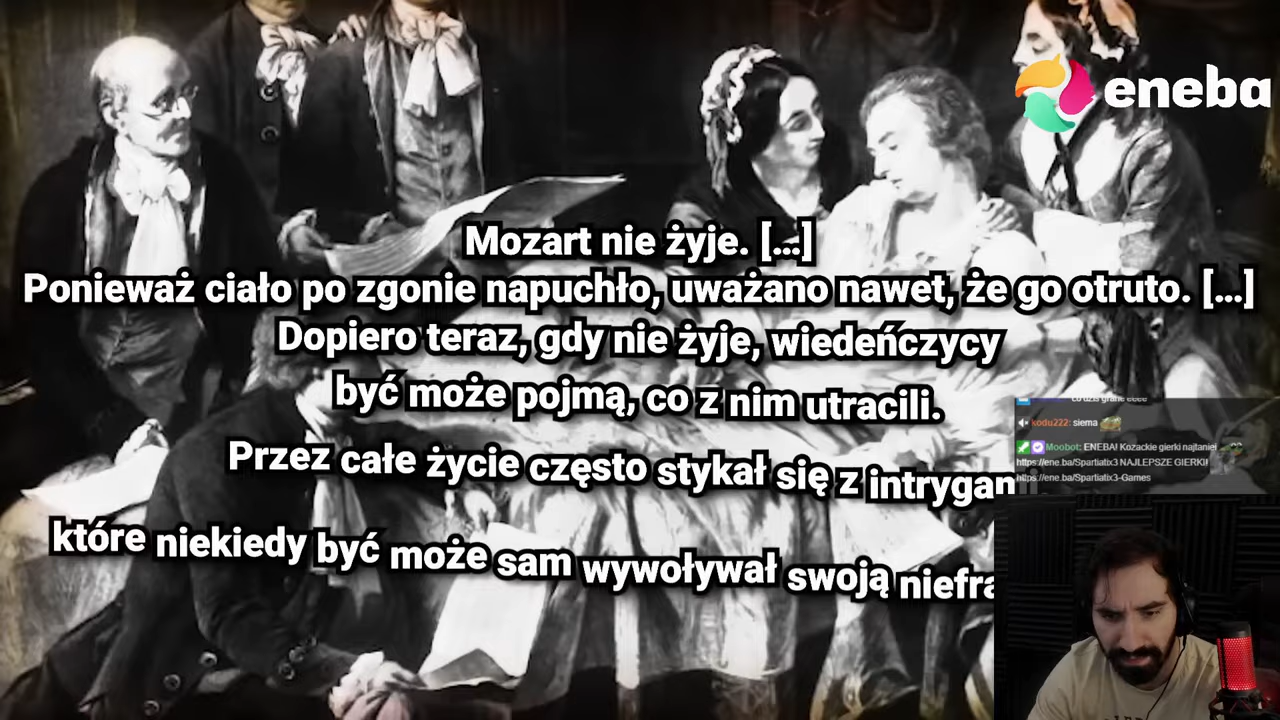 eneba
Mozart nie żyje. [...]
Ponieważ ciało po zgonie napuchło, uważano nawet, że go otruto. [...]
Dopiero teraz, gdy nie żyje, wiedeńczycy
być może pojmą, co z nim utracili.
Przez całe życie często stykał się z
które niekiedy być może sam wywoływał swoją
kodu222: siema
Moobot: ENEBA! Kozackie gierki najtaniej
https://ene.ba/Spartiatix3 NAJLEPSZE GIERKI!
https://ene.ba/Spartiatix3-Games